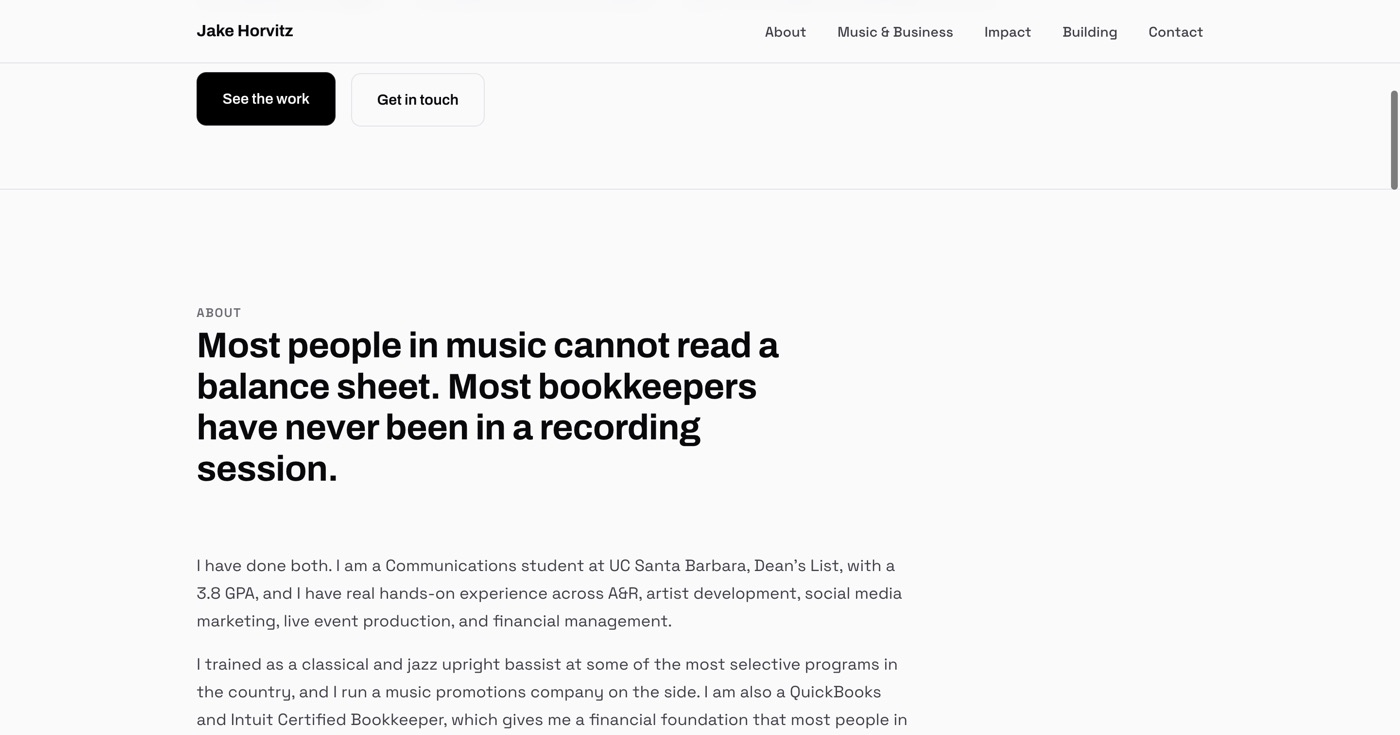 Jake Horvitz
About
Music & Business
Impact
Building
Contact
See the work
Get in touch
ABOUT
Most people in music cannot read a
balance sheet. Most bookkeepers
have never been in a recording
session.
I have done both. I am a Communications student at UC Santa Barbara, Dean’s List, with a
3.8 GPA, and I have real hands-on experience across A&R, artist development, social media
marketing, live event production, and financial management.
I trained as a classical and jazz upright bassist at some of the most selective programs in
the country, and I run a music promotions company on the side. I am also a QuickBooks
and Intuit Certified Bookkeeper, which gives me a financial foundation that most people in